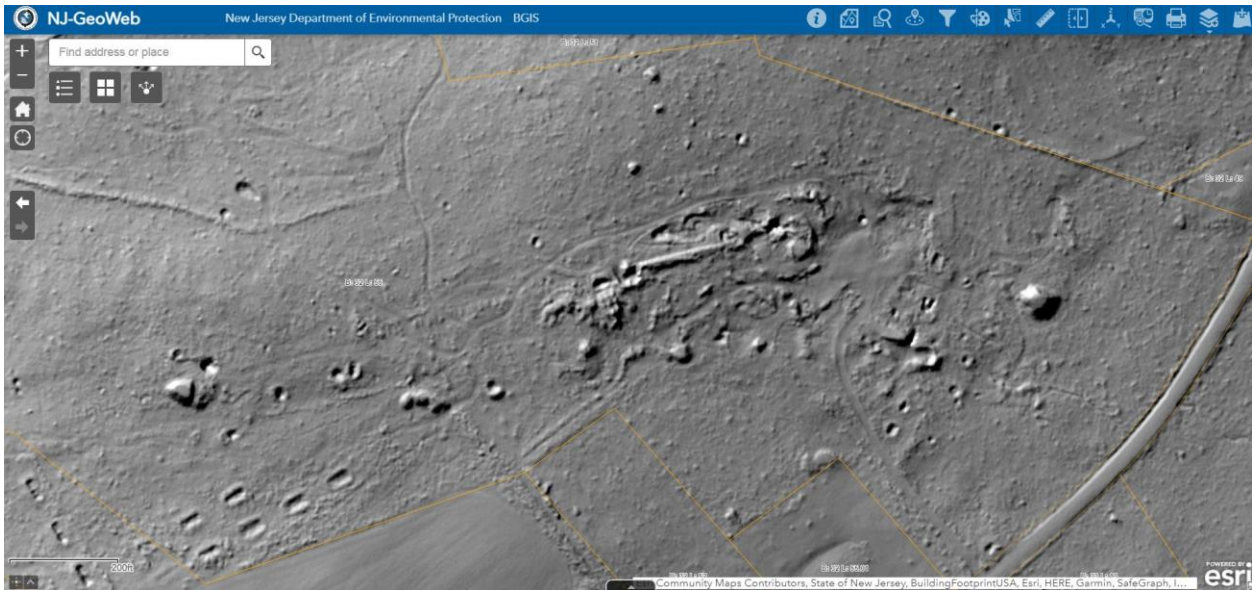 NJ-GeoWeb
New Jersey Department of Environmental Protection BGIS
Find address or place
200ft
Community Maps Contributors, State of New Jersey, BuildingFootprintUSA, Esri, HERE, Garmin, SafeGraph, I...
POWERED BY
esri